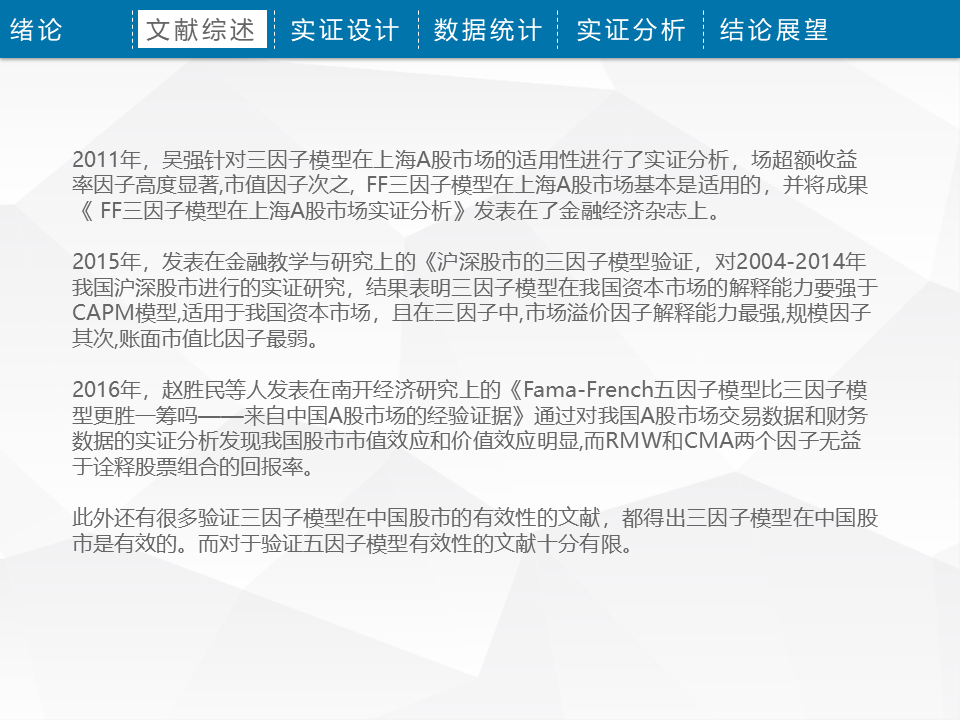 绪论 文献综述 实证设计 数据统计 实证分析 结论展望
2011年，吴强针对三因子模型在上海A股市场的适用性进行了实证分析，场超额收益
率因子高度显著,市值因子次之, FF三因子模型在上海A股市场基本是适用的，并将成果
《 FF三因子模型在上海A股市场实证分析》发表在了金融经济杂志上。
2015年，发表在金融教学与研究上的《沪深股市的三因子模型验证，对2004-2014年
我国沪深股市进行的实证研究，结果表明三因子模型在我国资本市场的解释能力要强于
CAPM模型,适用于我国资本市场，且在三因子中,市场溢价因子解释能力最强,规模因子
其次,账面市值比因子最弱。
2016年，赵胜民等人发表在南开经济研究上的《Fama-French五因子模型比三因子模
型更胜一筹吗——来自中国A股市场的经验证据》通过对我国A股市场交易数据和财务
数据的实证分析发现我国股市市值效应和价值效应明显,而RMW和CMA两个因子无益
于诠释股票组合的回报率。
此外还有很多验证三因子模型在中国股市的有效性的文献，都得出三因子模型在中国股
市是有效的。而对于验证五因子模型有效性的文献十分有限。